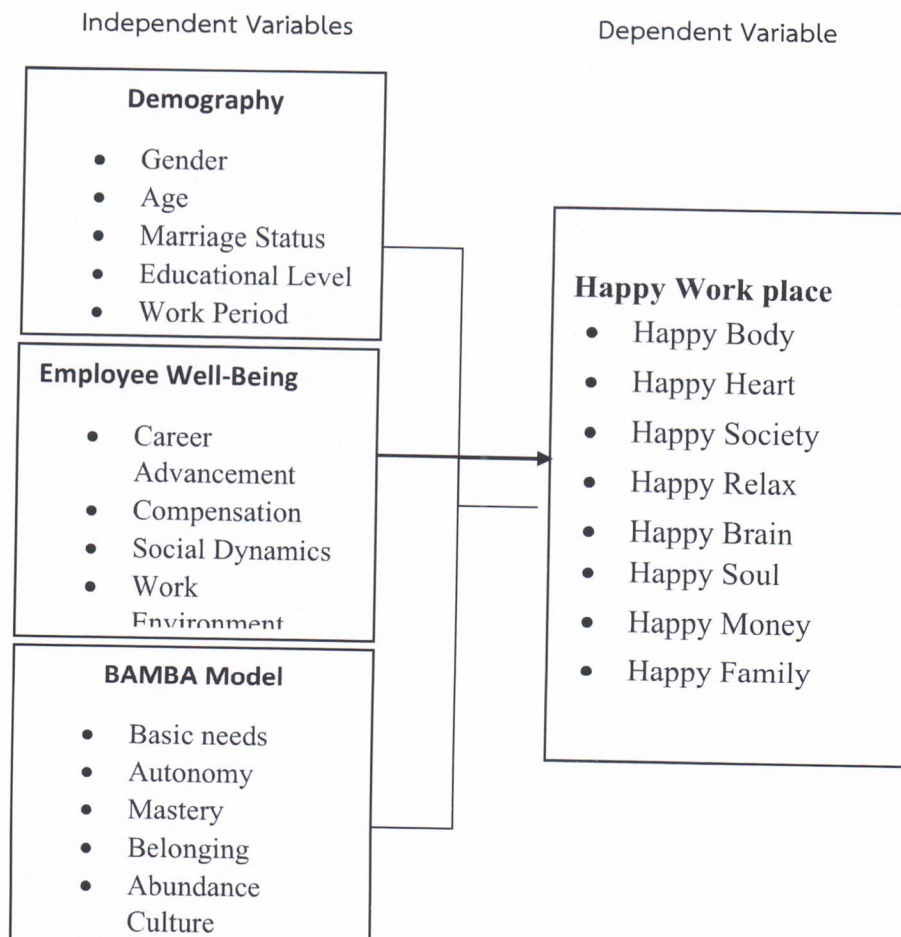 Independent Variables
Dependent Variable
Demography
• Gender
• Age
• Marriage Status
• Educational Level
• Work Period
Employee Well-Being
• Career
Advancement
• Compensation
• Social Dynamics
• Work
Environment
BAMBA Model
• Basic needs
• Autonomy
• Mastery
• Belonging
• Abundance
Culture
Happy Work place
• Happy Body
• Happy Heart
• Happy Society
• Happy Relax
• Happy Brain
• Happy Soul
• Happy Money
• Happy Family